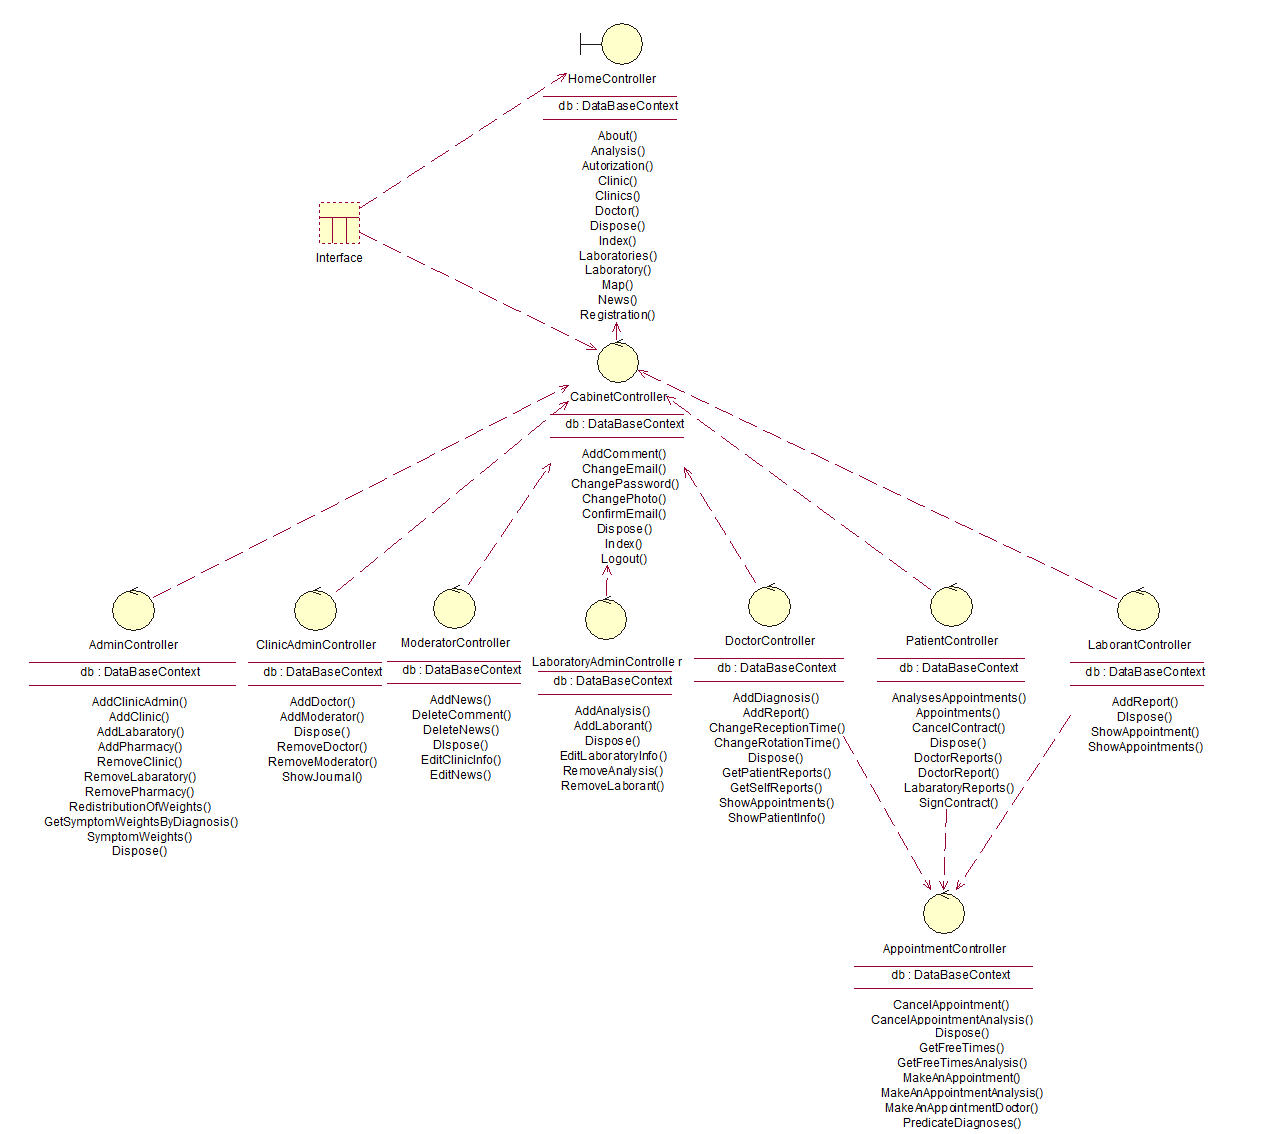 HomeController
db : DataBaseContext
About()
Analysis()
Autorization()
Clinic()
Clinics()
Doctor()
Dispose()
Index()
Laboratories()
Laboratory()
Map()
News()
Registration()
Interface
CabinetController
db : DataBaseContext
AddComment()
ChangeEmail()
ChangePassword()
ChangePhoto()
ConfirmEmail()
Dispose()
Index()
Logout()
AdminController
db : DataBaseContext
AddClinicAdmin()
AddClinic()
AddLabaratory()
AddPharmacy()
RemoveClinic()
RemoveLabaratory()
RemovePharmacy()
RedistributionOfWeights()
GetSymptomWeightsByDiagnosis()
SymptomWeights()
Dispose()
ClinicAdminController
db : DataBaseContext
AddDoctor()
AddModerator()
Dispose()
RemoveDoctor()
RemoveModerator()
ShowJournal()
ModeratorController
db : DataBaseContext
AddNews()
DeleteComment()
DeleteNews()
DIspose()
EditClinicInfo()
EditNews()
LaboratoryAdminController
db : DataBaseContext
AddAnalysis()
AddLaborant()
Dispose()
EditLaboratoryInfo()
RemoveAnalysis()
RemoveLaborant()
DoctorController
db : DataBaseContext
AddDiagnosis()
AddReport()
ChangeReceptionTime()
ChangeRotationTime()
Dispose()
GetPatientReports()
GetSelfReports()
ShowAppointments()
ShowPatientInfo()
PatientController
db : DataBaseContext
AnalysesAppointments()
Appointments()
CancelContract()
Dispose()
DoctorReports()
DoctorReport()
LabaratoryReports()
SignContract()
LaborantController
db : DataBaseContext
AddReport()
DIspose()
ShowAppointment()
ShowAppointments()
AppointmentController
db : DataBaseContext
CancelAppointment()
CancelAppointmentAnalysis()
Dispose()
GetFreeTimes()
GetFreeTimesAnalysis()
MakeAnAppointment()
MakeAnAppointmentAnalysis()
MakeAnAppointmentDoctor()
PredicateDiagnoses()